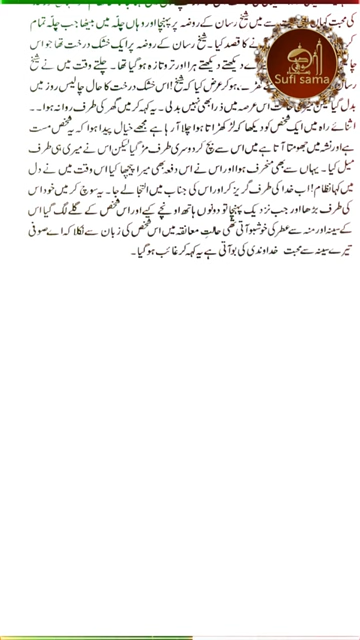 کی محبت
میں شیخ رسان کے روضہ پر پہنچا اور وہاں چلّہ میں بیٹھا جب چلّہ تمام
نے کا قصد کیا۔ شیخ رسان کے روضہ پر ایک خشک درخت تھا جو اس
دیکھتے دیکھتے ہرا اور تر و تازہ ہو گیا تھا۔ چلتے وقت میں نے شیخ
ہو کر عرض کیا کہ شیخ! اس خشک درخت کا حال چالیس روز میں
بدل گیا لیکن میری حالت اس عرصہ میں ذرا بھی نہیں بدلی۔ یہ کہہ کر میں گھر کی طرف روانہ ہوا۔
اثنائے راہ میں ایک شخص کو دیکھا کہ لڑکھڑاتا ہوا چلا آ رہا ہے مجھے خیال پیدا ہوا کہ یہ شخص مست
ہے اور نشہ میں جھومتا آتا ہے میں اس سے بچ کر دوسری طرف مڑ گیا لیکن اس نے میری ہی طرف
میل کیا۔ یہاں سے بھی منحرف ہوا اور اس نے اس دفعہ بھی میرا پیچھا کیا اس وقت میں نے دل
میں کہا نظام! اب خدا کی طرف گریز کر اور اس کی جناب میں التجا لے جا۔ یہ سوچ کر میں خود اس
کی طرف بڑھا اور جب نزدیک پہنچا تو دونوں ہاتھ اونچے کیے اور اس شخص کے گلے لگ گیا اس
کے سینہ اور منہ سے عطر کی خوشبو آتی تھی حالتِ معانقہ میں اس شخص کی زبان سے نکلا کہ اے صوفی
تیرے سینہ سے محبت خداوندی کی بو آتی ہے یہ کہہ کر غائب ہو گیا۔
Sufi sama